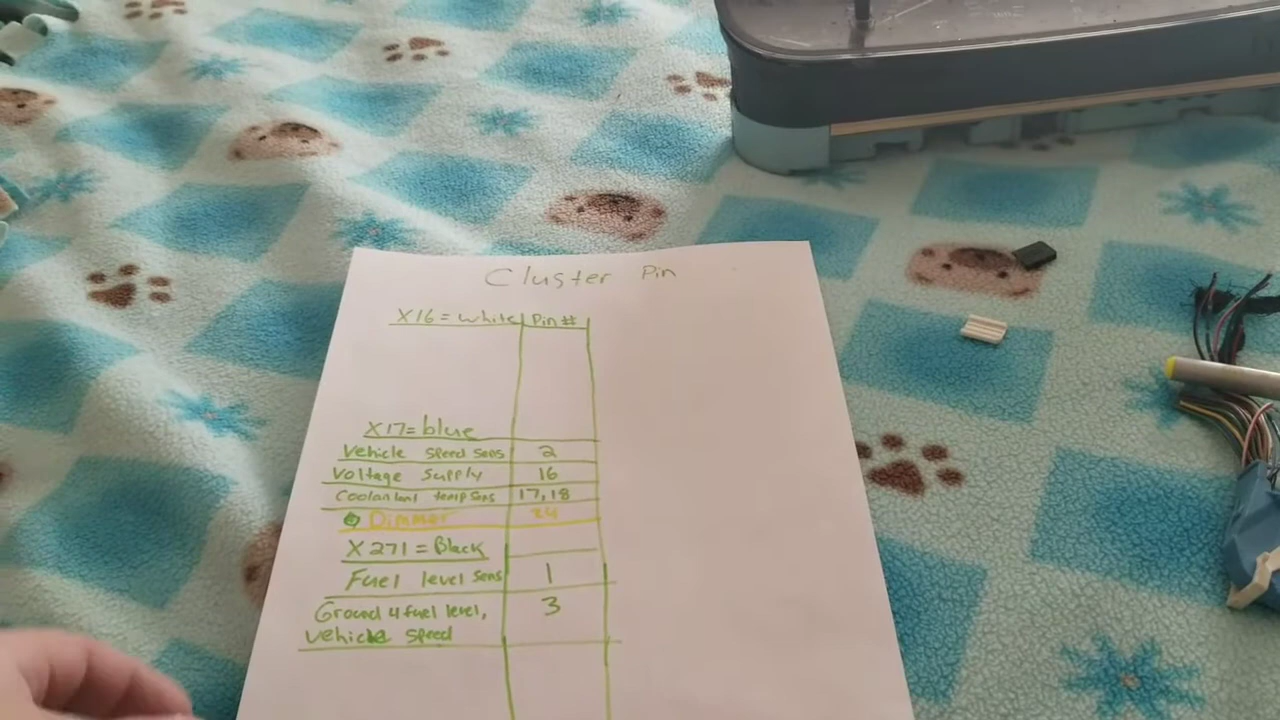 Cluster Pin
X16 = White Pin #
X17 = blue
Vehicle speed sens 2
Voltage supply 16
Coolantant temp sens 17,18
Dimmer 24
X271 = Black
Fuel level sens 1
Ground 4 fuel level, 3
vehicle speed